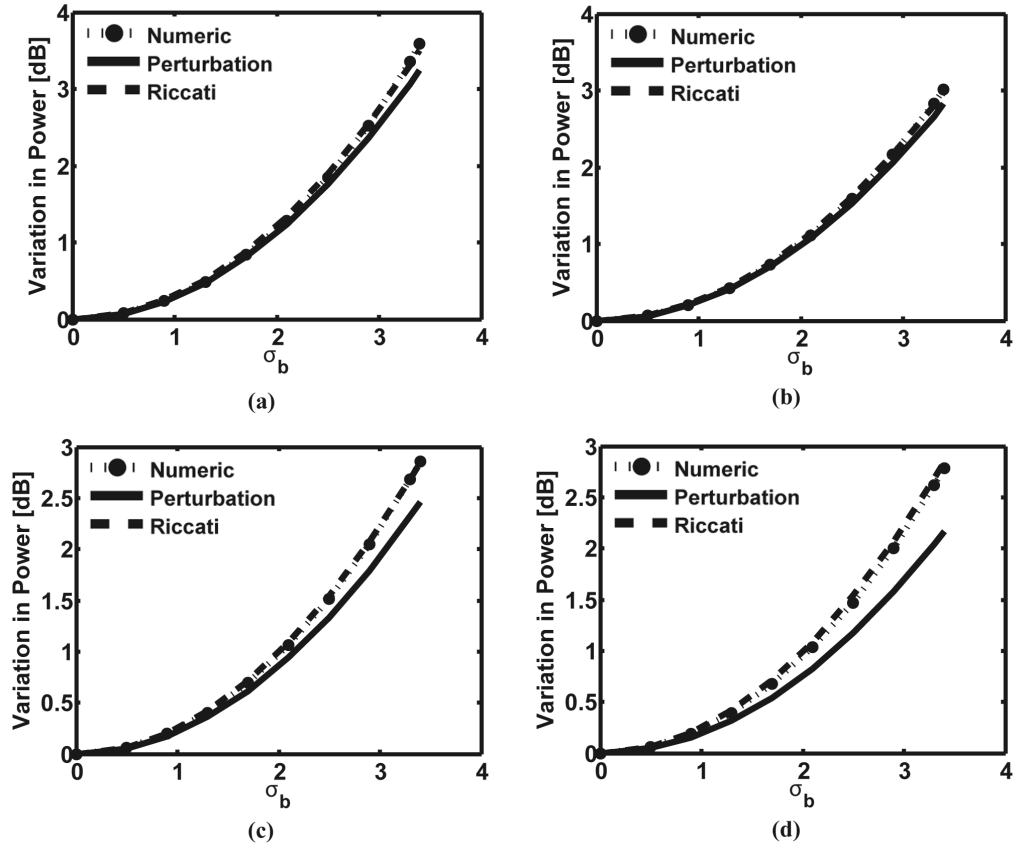 4
3
2
1
0
0
1
2
3
4
Variation in Power [dB]
σb
Numeric
Perturbation
Riccati
(a)
4
3
2
1
0
0
1
2
3
4
Variation in Power [dB]
σb
Numeric
Perturbation
Riccati
(b)
3
2.5
2
1.5
1
0.5
0
0
1
2
3
4
Variation in Power [dB]
σb
Numeric
Perturbation
Riccati
(c)
3
2.5
2
1.5
1
0.5
0
0
1
2
3
4
Variation in Power [dB]
σb
Numeric
Perturbation
Riccati
(d)